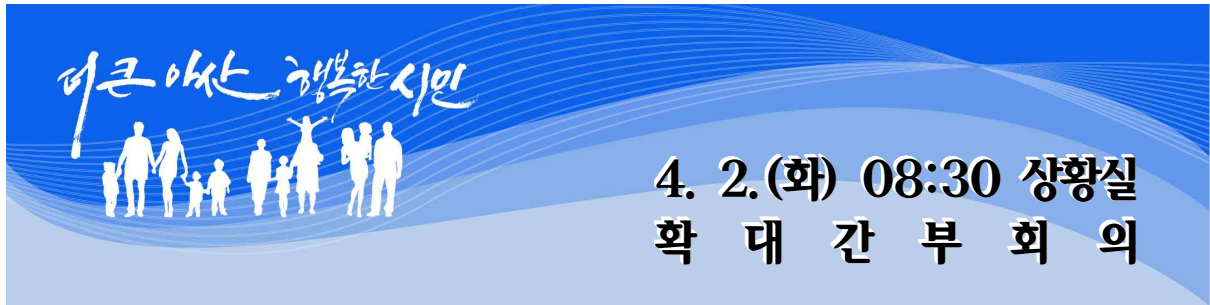 더 큰 아산 행복한 시민
4. 2.(화) 08:30 상황실
확 대 간 부 회 의